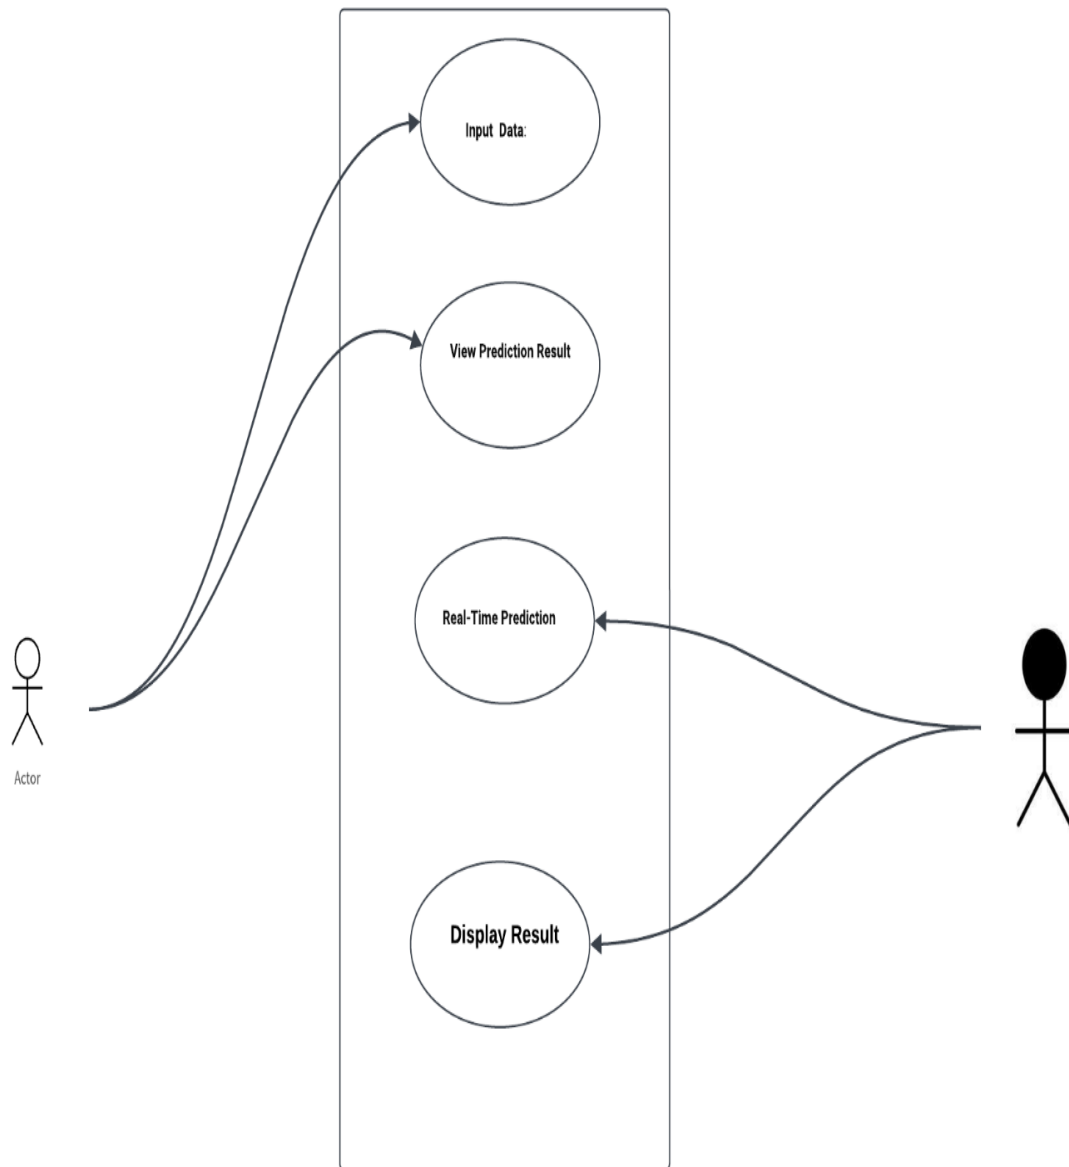 Input Data:
View Prediction Result
Real-Time Prediction
Actor
Display Result